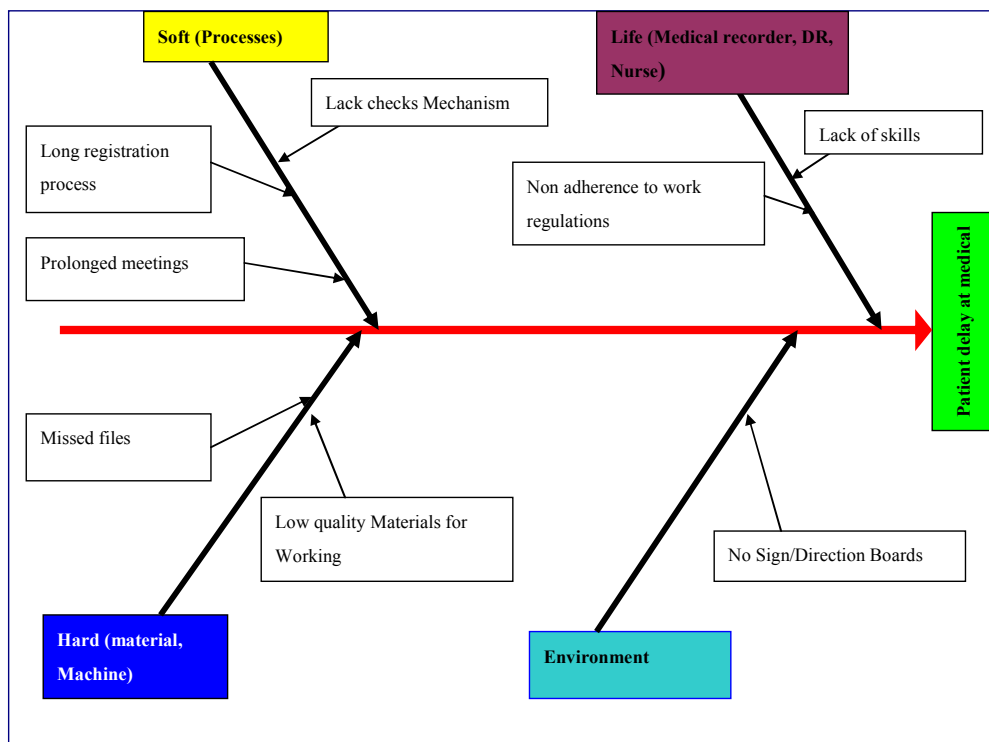 Soft (Processes)
Life (Medical recorder, DR,
Nurse)
Lack checks Mechanism
Lack of skills
Long registration
process
Non adherence to work
regulations
Prolonged meetings
Patient delay at medical
Missed files
Low quality Materials for
Working
No Sign/Direction Boards
Hard (material,
Machine)
Environment